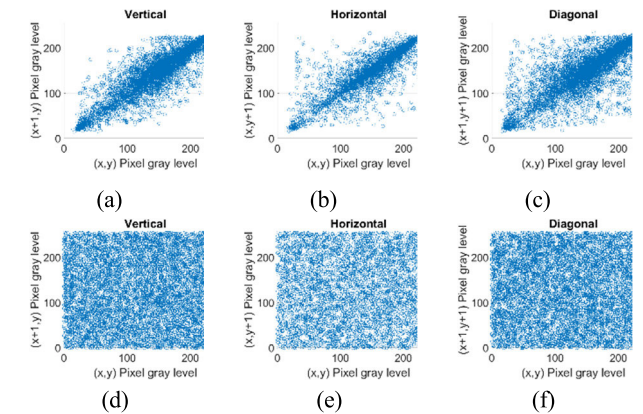 Vertical
Horizontal
Diagonal
(x+1,y) Pixel gray level
200
100
0
0
100
200
(x,y) Pixel gray level
(x,y+1) Pixel gray level
200
100
0
0
100
200
(x,y) Pixel gray level
(x+1,y+1) Pixel gray level
200
100
0
0
100
200
(x,y) Pixel gray level
(a)
(b)
(c)
Vertical
Horizontal
Diagonal
(x+1,y) Pixel gray level
200
100
0
0
100
200
(x,y) Pixel gray level
(x,y+1) Pixel gray level
200
100
0
0
100
200
(x,y) Pixel gray level
(x+1,y+1) Pixel gray level
200
100
0
0
100
200
(x,y) Pixel gray level
(d)
(e)
(f)